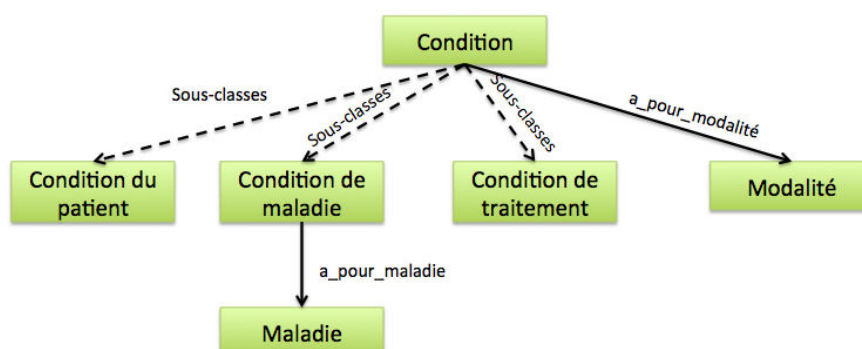 Condition
Sous-classes
Sous-classes
Sous-classes
a_pour_modalité
Condition du
patient
Condition de
maladie
Condition de
traitement
Modalité
a_pour_maladie
Maladie